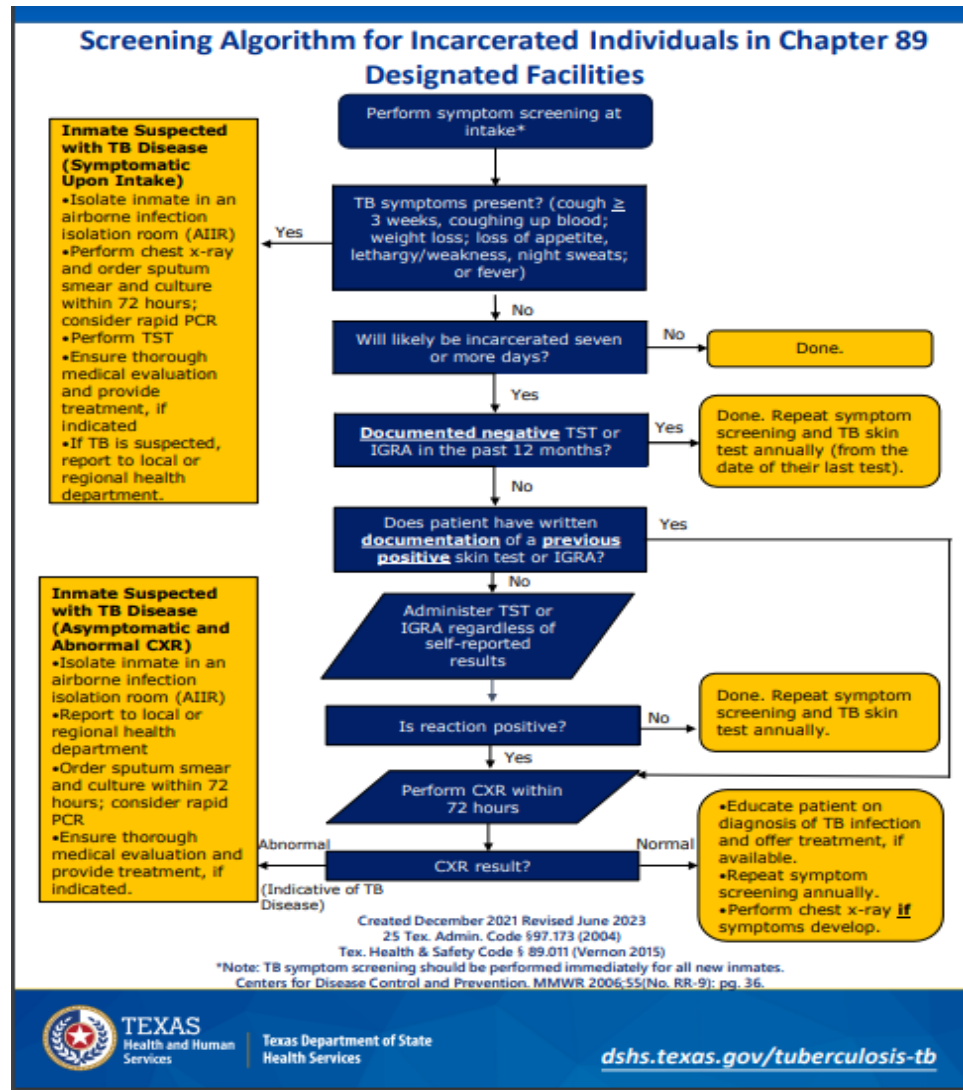 Screening Algorithm for Incarcerated Individuals in Chapter 89
Designated Facilities
Perform symptom screening at
intake*
Inmate Suspected
with TB Disease
(Symptomatic
Upon Intake)
•Isolate inmate in an
airborne infection
isolation room (AIIR)
•Perform chest x-ray
and order sputum
smear and culture
within 72 hours;
consider rapid PCR
•Perform TST
•Ensure thorough
medical evaluation
and provide
treatment, if
indicated
•If TB is suspected,
report to local or
regional health
department.
Yes
TB symptoms present? (cough ≥
3 weeks, coughing up blood;
weight loss; loss of appetite,
lethargy/weakness, night sweats;
or fever)
No
Will likely be incarcerated seven
or more days?
No
Done.
Yes
Documented negative TST or
IGRA in the past 12 months?
Yes
Done. Repeat symptom
screening and TB skin
test annually (from the
date of their last test).
No
Does patient have written
documentation of a previous
positive skin test or IGRA?
Yes
No
Administer TST or
IGRA regardless of
self-reported
results
Is reaction positive?
No
Done. Repeat symptom
screening and TB skin
test annually.
Yes
Perform CXR within
72 hours
CXR result?
Abnormal
(Indicative of TB
Disease)
Normal
Inmate Suspected
with TB Disease
(Asymptomatic and
Abnormal CXR)
•Isolate inmate in an
airborne infection
isolation room (AIIR)
•Report to local or
regional health
department
•Order sputum smear
and culture within 72
hours; consider rapid
PCR
•Ensure thorough
medical evaluation and
provide treatment, if
indicated.
•Educate patient on
diagnosis of TB infection
and offer treatment, if
available.
•Repeat symptom
screening annually.
•Perform chest x-ray if
symptoms develop.
Created December 2021 Revised June 2023
25 Tex. Admin. Code §97.173 (2004)
Tex. Health & Safety Code § 89.011 (Vernon 2015)
*Note: TB symptom screening should be performed immediately for all new inmates.
Centers for Disease Control and Prevention. MMWR 2006;55(No. RR-9): pg. 36.
TEXAS
Health and Human
Services
Texas Department of State
Health Services
dshs.texas.gov/tuberculosis-tb